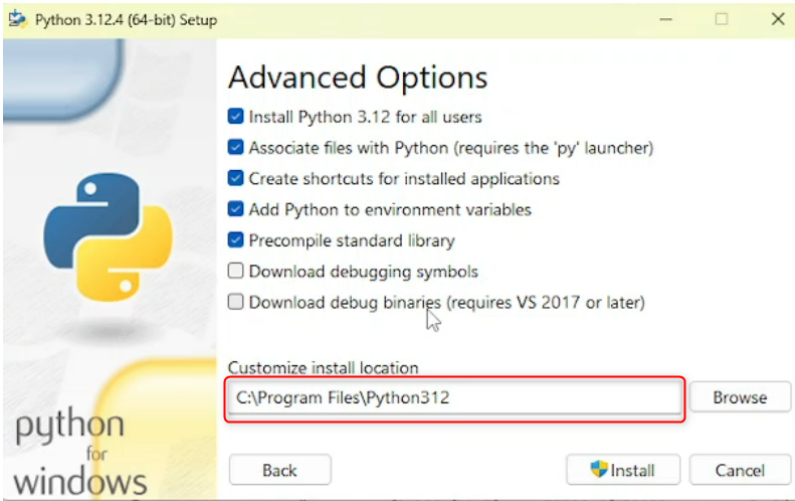 Python 3.12.4 (64-bit) Setup
Advanced Options
Install Python 3.12 for all users
Associate files with Python (requires the 'py' launcher)
Create shortcuts for installed applications
Add Python to environment variables
Precompile standard library
Download debugging symbols
Download debug binaries (requires VS 2017 or later)
Customize install location
C:\Program Files\Python312
Browse
python
for
windows
Back
Install
Cancel